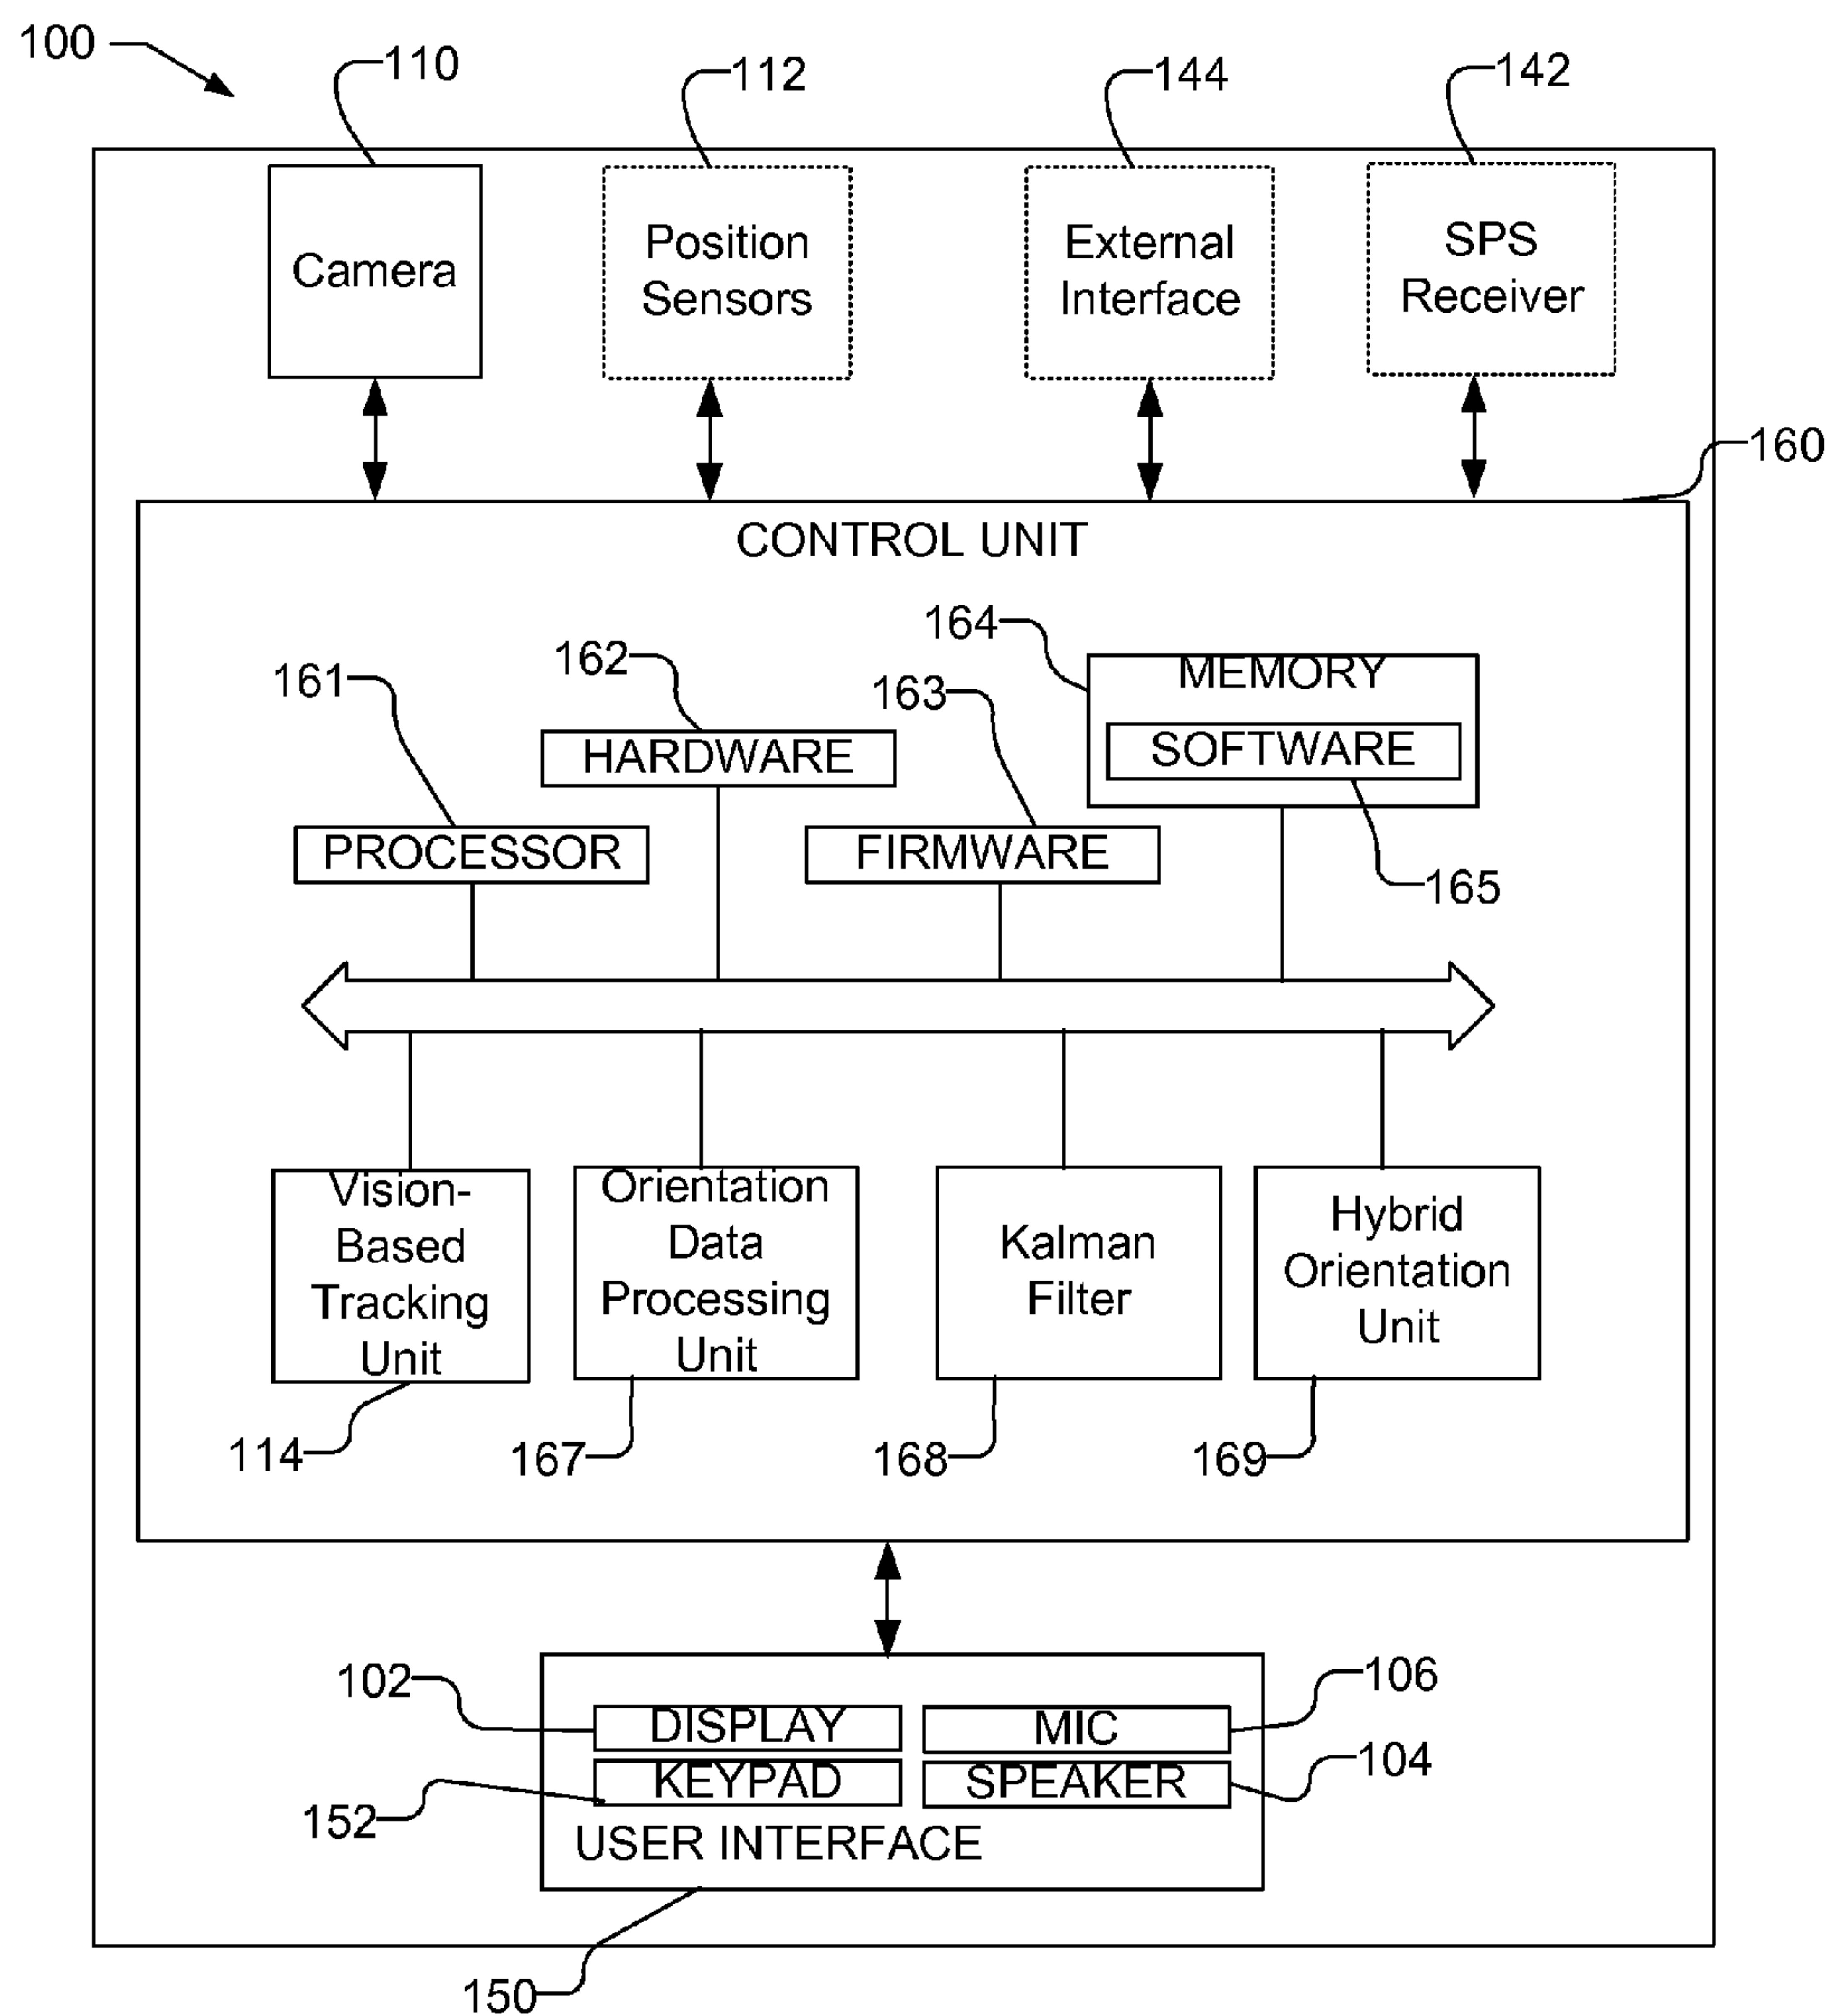 100
110
112
144
142
Camera
Position
Sensors
External
Interface
SPS
Receiver
160
CONTROL UNIT
164
162
161
163
MEMORY
SOFTWARE
HARDWARE
PROCESSOR
FIRMWARE
165
Vision-
Based
Tracking
Unit
Orientation
Data
Processing
Unit
Kalman
Filter
Hybrid
Orientation
Unit
114
167
168
169
102
106
DISPLAY
MIC
104
KEYPAD
SPEAKER
152
USER INTERFACE
150